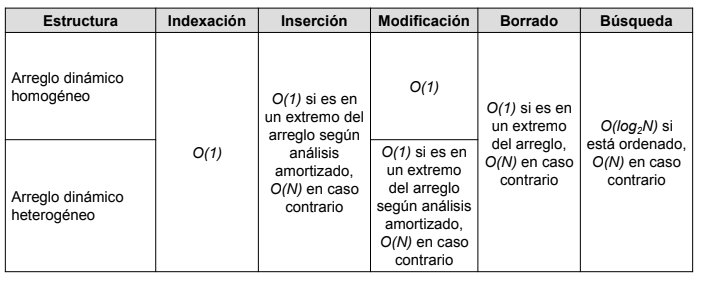 Estructura Indexación Inserción Modificación Borrado Búsqueda
Arreglo dinámico
homogéneo
Arreglo dinámico
heterogéneo
O(1)
O(1) si es en
un extremo del
arreglo según
análisis
amortizado,
O(N) en caso
contrario
O(1)
O(1) si es en
un extremo
del arreglo
según análisis
amortizado,
O(N) en caso
contrario
O(1) si es en
un extremo
del arreglo,
O(N) en caso
contrario
O(log₂N) si
está ordenado,
O(N) en caso
contrario